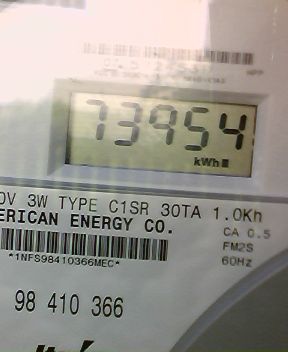 73954
kWh
0V 3W TYPE C1SR 30TA 1.0Kh
ERICAN ENERGY CO.
CA 0.5
FM2S
*1NFS98410366MEC*
60Hz
98 410 366